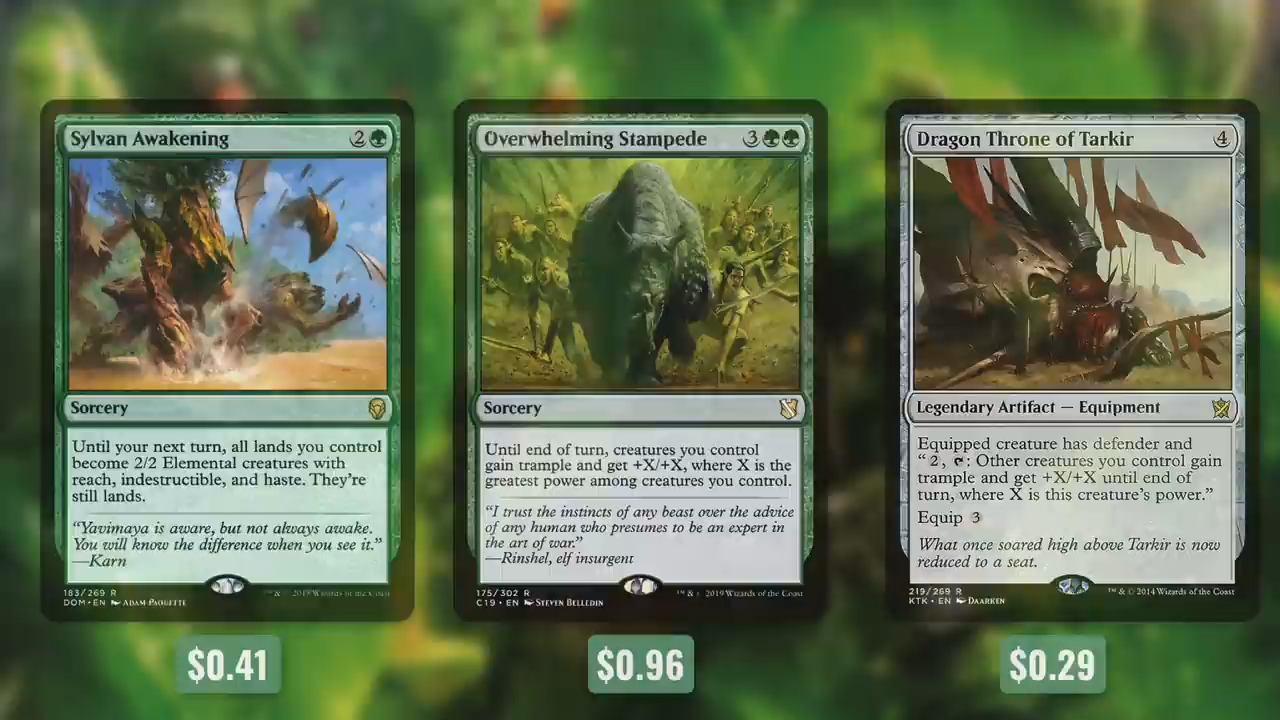 Sylvan Awakening 2
Sorcery
Until your next turn, all lands you control
become 2/2 Elemental creatures with
reach, indestructible, and haste. They're
still lands.
"Yavimaya is aware, but not always awake.
You will know the difference when you see it."
—Karn
183/269 R
DOM • EN ADAM PAQUETTE
™ & © 2018 Wizards of the Coast
$0.41
Overwhelming Stampede 3
Sorcery
Until end of turn, creatures you control
gain trample and get +X/+X, where X is the
greatest power among creatures you control.
"I trust the instincts of any beast over the advice
of any human who presumes to be an expert in
the art of war."
—Rinshel, elf insurgent
175/302 R
C19 • EN STEVEN BELLEDIN
™ & © 2019 Wizards of the Coast
$0.96
Dragon Throne of Tarkir 4
Legendary Artifact — Equipment
Equipped creature has defender and
"2, : Other creatures you control gain
trample and get +X/+X until end of
turn, where X is this creature's power."
Equip 3
What once soared high above Tarkir is now
reduced to a seat.
219/269 R
KTK • EN DAARKEN
™ & © 2014 Wizards of the Coast
$0.29